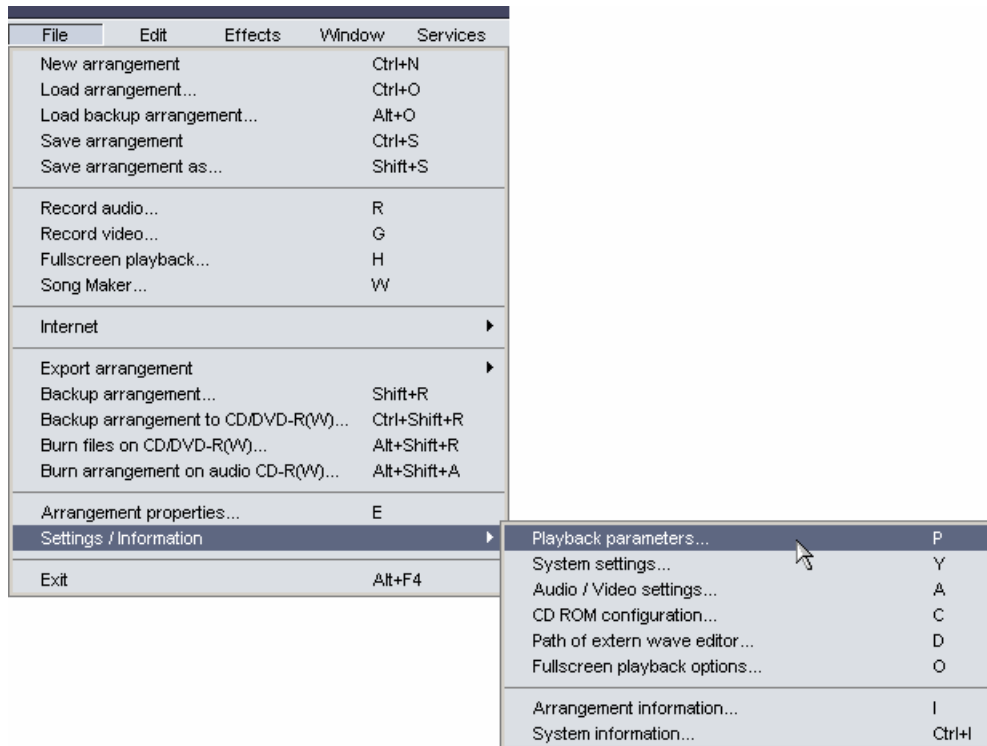 File Edit Effects Window Services
New arrangement Ctrl+N
Load arrangement... Ctrl+O
Load backup arrangement... Alt+O
Save arrangement Ctrl+S
Save arrangement as... Shift+S
Record audio... R
Record video... G
Fullscreen playback... H
Song Maker... W
Internet
Export arrangement
Backup arrangement... Shift+R
Backup arrangement to CD/DVD-R(W)... Ctrl+Shift+R
Burn files on CD/DVD-R(W)... Alt+Shift+R
Burn arrangement on audio CD-R(W)... Alt+Shift+A
Arrangement properties... E
Settings / Information
Exit Alt+F4
Playback parameters... P
System settings... Y
Audio / Video settings... A
CD ROM configuration... C
Path of extern wave editor... D
Fullscreen playback options... O
Arrangement information... I
System information... Ctrl+I